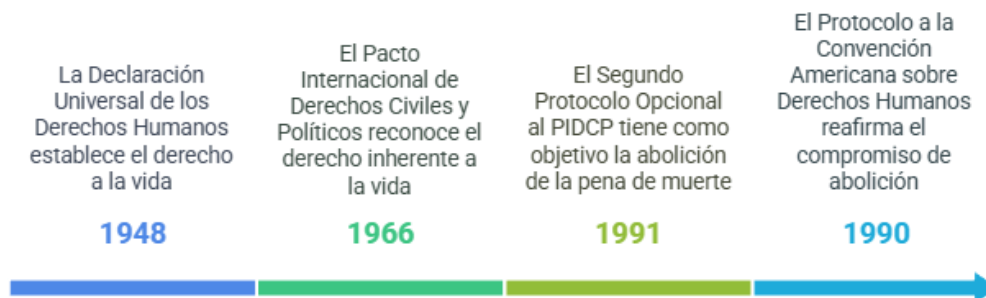 La Declaración
Universal de los
Derechos Humanos
establece el derecho
a la vida
1948
El Pacto
Internacional de
Derechos Civiles y
Políticos reconoce el
derecho inherente a
la vida
1966
El Segundo
Protocolo Opcional
al PIDCP tiene como
objetivo la abolición
de la pena de muerte
1991
El Protocolo a la
Convención
Americana sobre
Derechos Humanos
reafirma el
compromiso de
abolición
1990